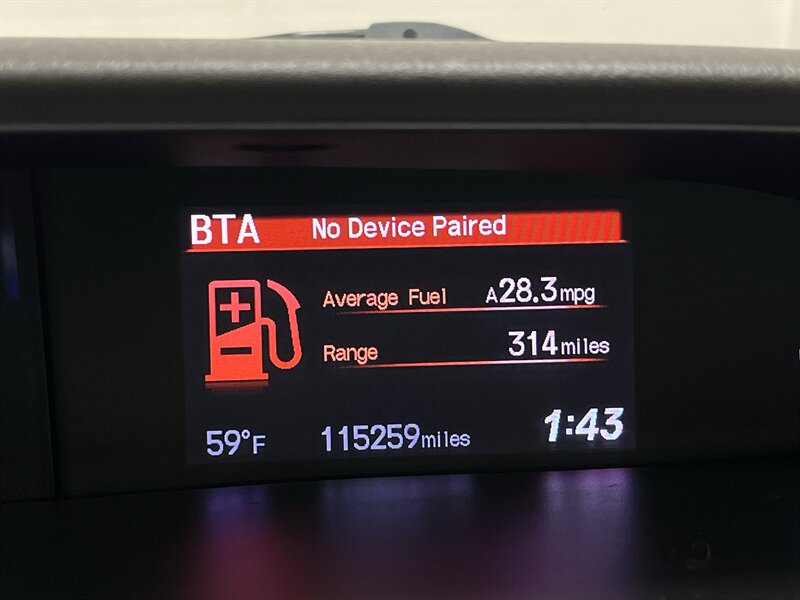 BTA No Device Paired
Average Fuel A28.3mpg
Range 314miles
59°F 115259miles 1:43